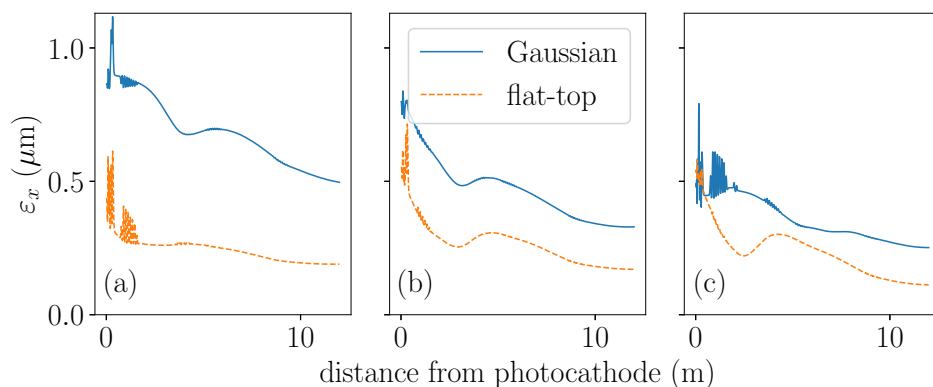 1.0
0.5
0.0
εx (μm)
(a)
(b)
(c)
Gaussian
flat-top
0
10
0
10
0
10
distance from photocathode (m)